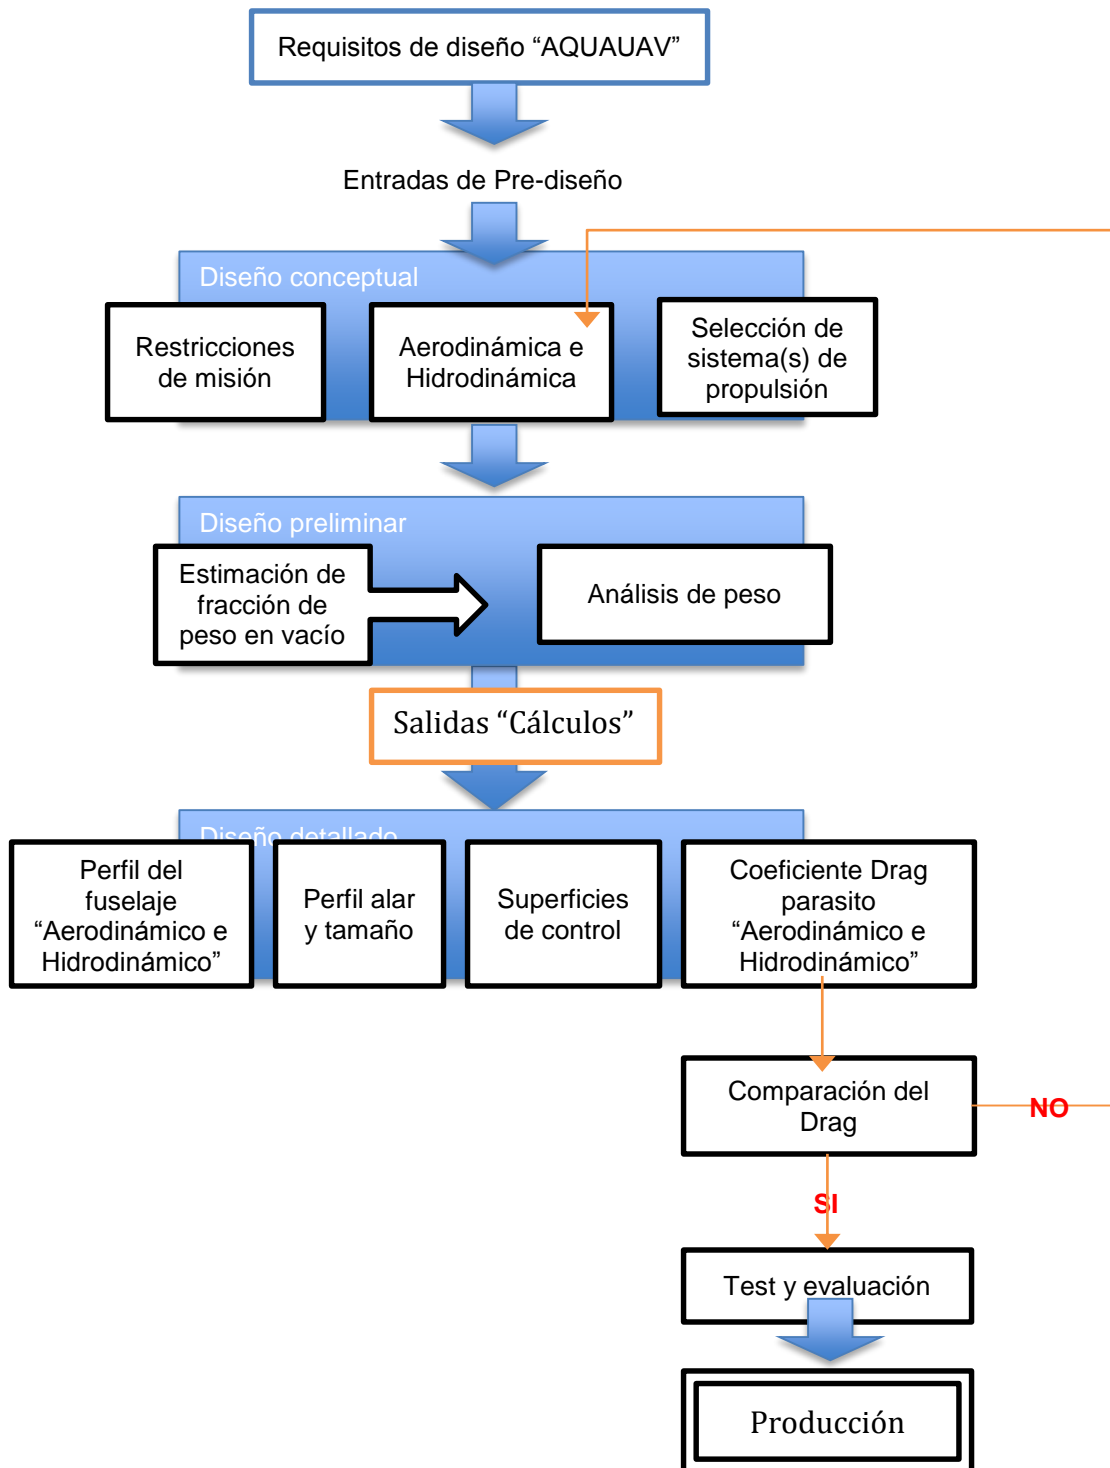 Requisitos de diseño “AQUAUAV”
Entradas de Pre-diseño
Diseño conceptual
Restricciones
de misión
Aerodinámica e
Hidrodinámica
Selección de
sistema(s) de
propulsión
Diseño preliminar
Estimación de
fracción de
peso en vacío
Análisis de peso
Salidas “Cálculos”
Diseño detallado
Perfil del
fuselaje
“Aerodinámico e
Hidrodinámico”
Perfil alar
y tamaño
Superficies
de control
Coeficiente Drag
parasito
“Aerodinámico e
Hidrodinámico”
Comparación del
Drag
NO
SI
Test y evaluación
Producción